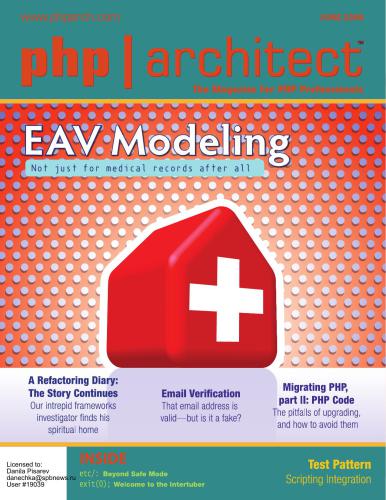 www.phparch.com
JUNE 2008
php|architect™
The Magazine For PHP Professionals
EAV Modeling
Not just for medical records after all
A Refactoring Diary:
The Story Continues
Our intrepid frameworks
investigator finds his
spiritual home
Email Verification
That email address is
valid—but is it a fake?
Migrating PHP,
part II: PHP Code
The pitfalls of upgrading,
and how to avoid them
Licensed to:
Danila Pisarev
danechka@spbnews.ru
User #19039
INSIDE
etc/: Beyond Safe Mode
exit(0); Welcome to the Intertuber
Test Pattern
Scripting Integration